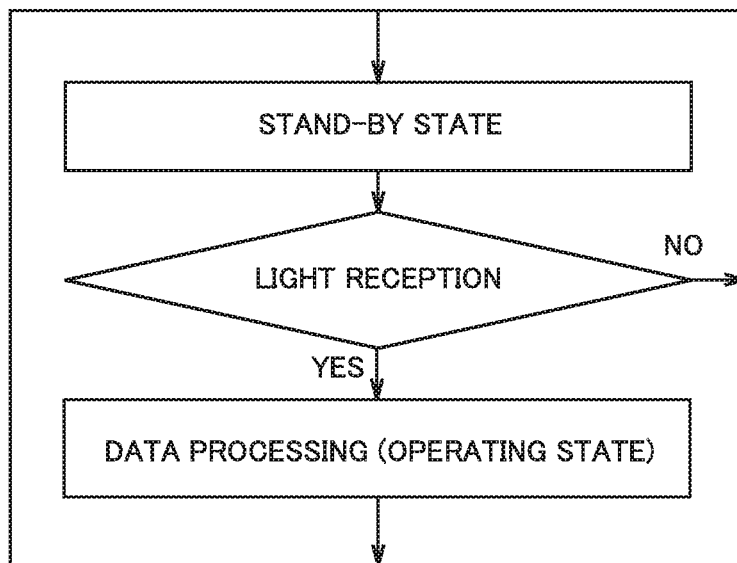 STAND-BY STATE
NO
LIGHT RECEPTION
YES
DATA PROCESSING (OPERATING STATE)